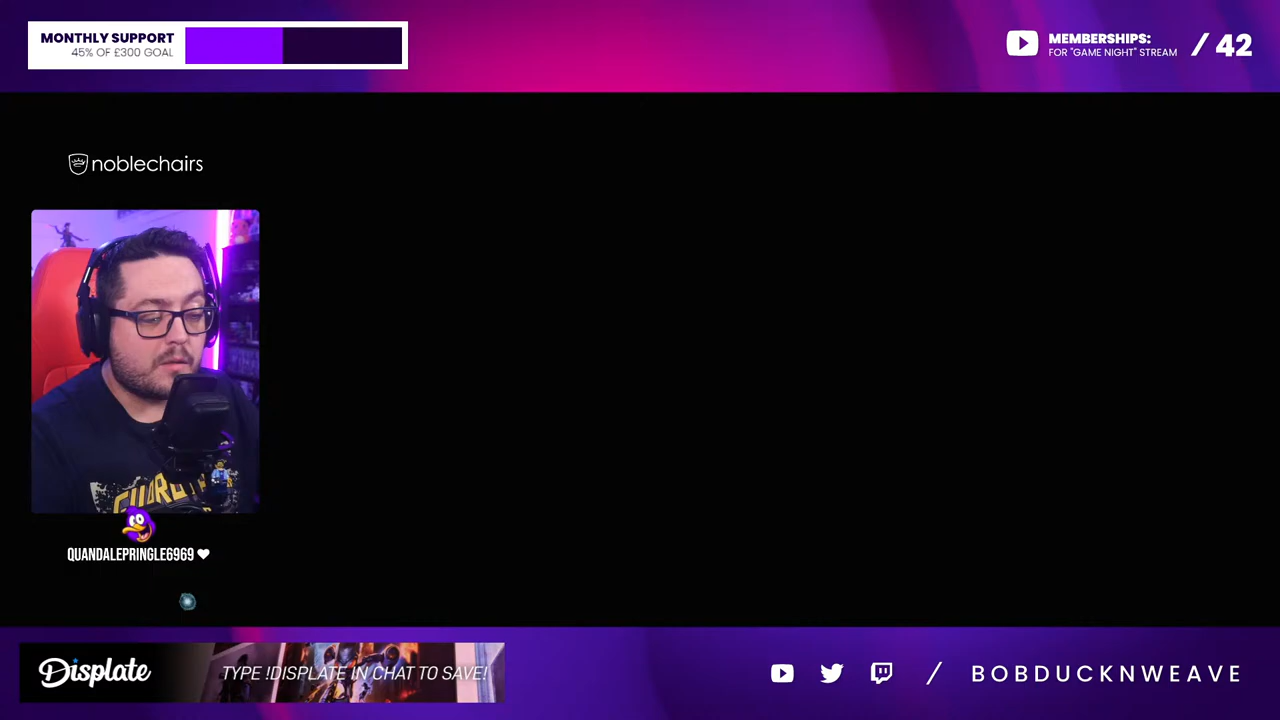 MONTHLY SUPPORT
45% OF £300 GOAL
MEMBERSHIPS:
FOR "GAME NIGHT" STREAM
/ 42
noblechairs
QUANDALEPRINGLE6969
Displate
TYPE !DISPLATE IN CHAT TO SAVE!
/ BOBDUCKNWEAVE